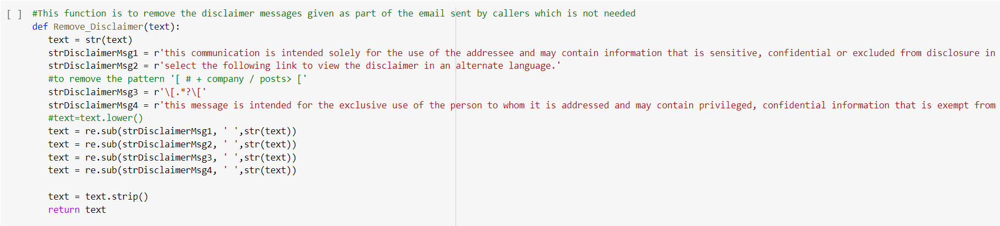 [ ] #This function is to remove the disclaimer messages given as part of the email sent by callers which is not needed
def Remove_Disclaimer(text):
text = str(text)
strDisclaimerMsg1 = r'this communication is intended solely for the use of the addressee and may contain information that is sensitive, confidential or excluded from disclosure in
strDisclaimerMsg2 = r'select the following link to view the disclaimer in an alternate language.'
#to remove the pattern '[ # + company / posts> ['
strDisclaimerMsg3 = r'\[.*?\['
strDisclaimerMsg4 = r'this message is intended for the exclusive use of the person to whom it is addressed and may contain privileged, confidential information that is exempt from
#text=text.lower()
text = re.sub(strDisclaimerMsg1, ' ',str(text))
text = re.sub(strDisclaimerMsg2, ' ',str(text))
text = re.sub(strDisclaimerMsg3, ' ',str(text))
text = re.sub(strDisclaimerMsg4, ' ',str(text))
text = text.strip()
return text